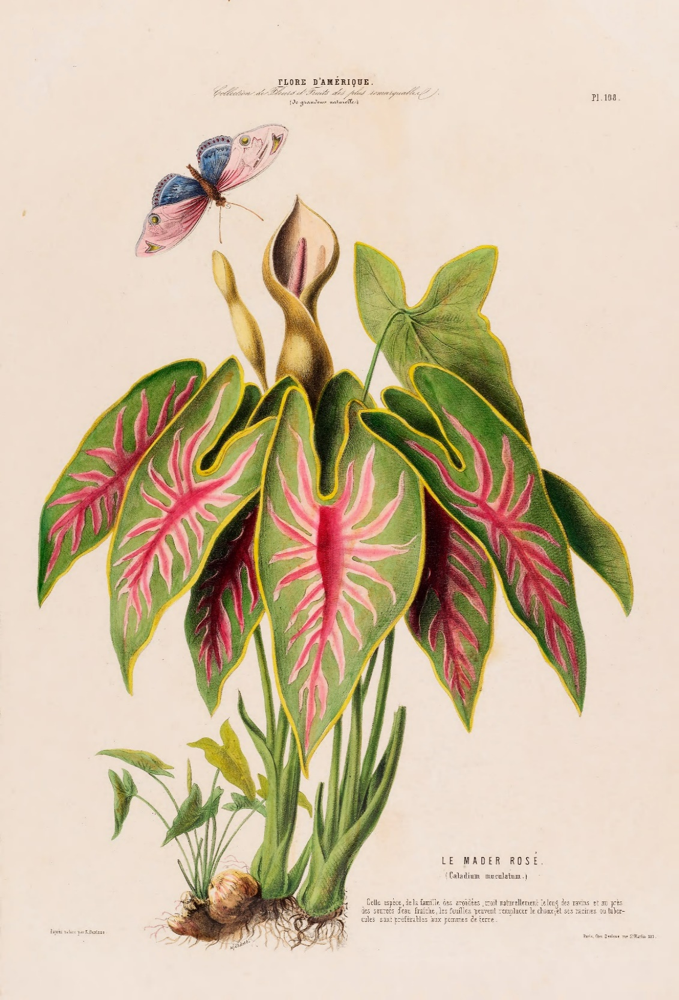 FLORE D'AMÉRIQUE.
Collection de Fleurs et Fruits des plus remarquables.
(de grandeur naturelle)
Pl. 108.
LE MADER ROSÉ.
(Caladium maculatum.)
Cette espèce, de la famille des aroïdées, croit naturellement le long des ravins et au près
des sources d'eau fraîche, les feuilles peuvent remplacer le choux, et ses racines ou tuber-
cules sont préférables aux pommes de terre.
d'après nature par E. Denisse.
Paris, Chez Denisse, rue St. Martin